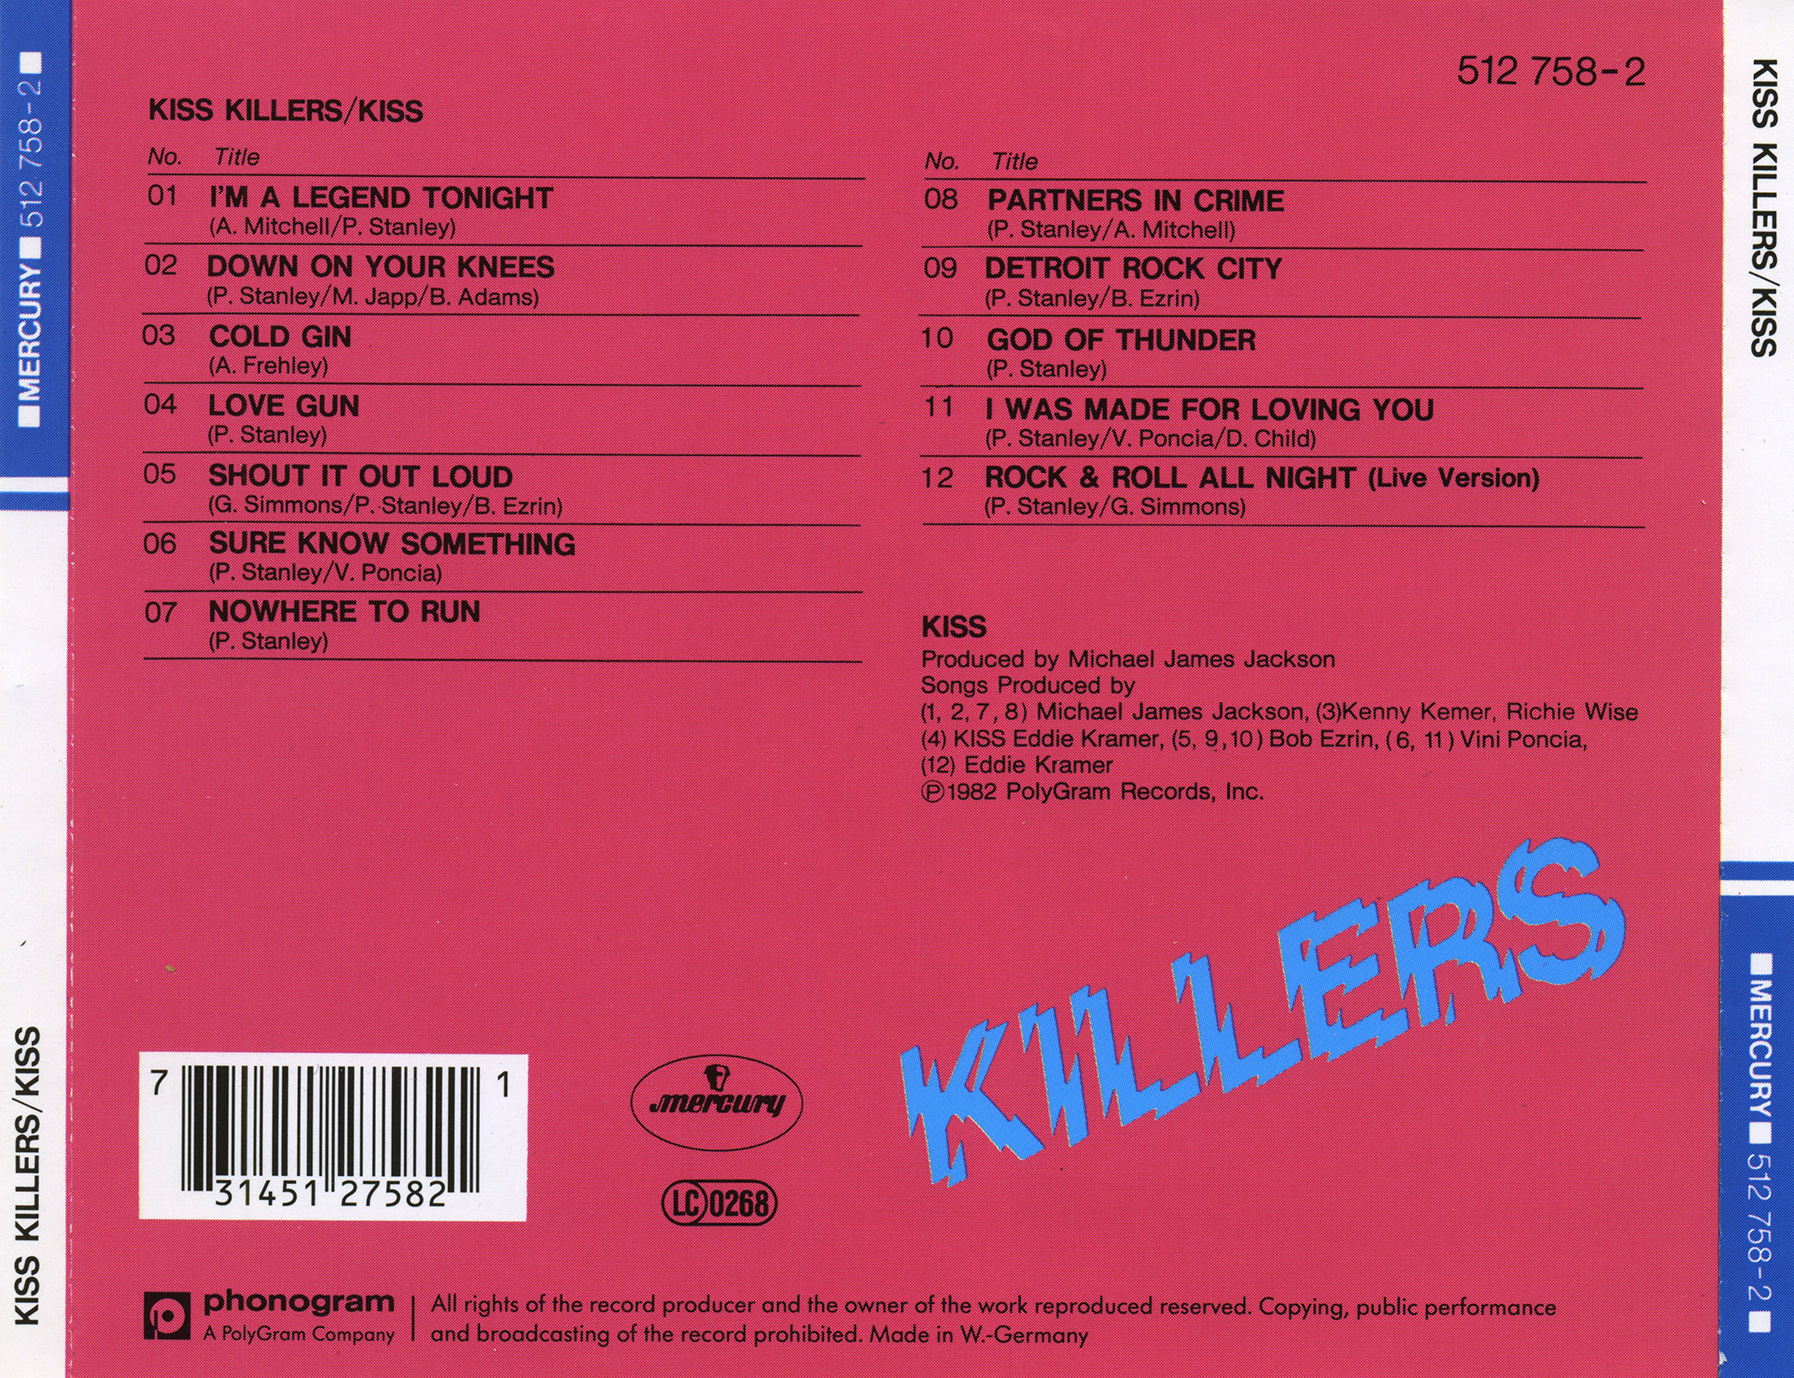 ■MERCURY■512 758-2■
KISS KILLERS/KISS
512 758-2
KISS KILLERS/KISS
No. Title
01 I'M A LEGEND TONIGHT
(A. Mitchell/P. Stanley)
02 DOWN ON YOUR KNEES
(P. Stanley/M. Japp/B. Adams)
03 COLD GIN
(A. Frehley)
04 LOVE GUN
(P. Stanley)
05 SHOUT IT OUT LOUD
(G. Simmons/P. Stanley/B. Ezrin)
06 SURE KNOW SOMETHING
(P. Stanley/V. Poncia)
07 NOWHERE TO RUN
(P. Stanley)
No. Title
08 PARTNERS IN CRIME
(P. Stanley/A. Mitchell)
09 DETROIT ROCK CITY
(P. Stanley/B. Ezrin)
10 GOD OF THUNDER
(P. Stanley)
11 I WAS MADE FOR LOVING YOU
(P. Stanley/V. Poncia/D. Child)
12 ROCK & ROLL ALL NIGHT (Live Version)
(P. Stanley/G. Simmons)
KISS
Produced by Michael James Jackson
Songs Produced by
(1, 2, 7, 8) Michael James Jackson, (3)Kenny Kemer, Richie Wise
(4) KISS Eddie Kramer, (5, 9,10) Bob Ezrin, (6, 11) Vini Poncia,
(12) Eddie Kramer
℗1982 PolyGram Records, Inc.
KILLERS
7 31451 27582 1
mercury
LC 0268
phonogram
A PolyGram Company
All rights of the record producer and the owner of the work reproduced reserved. Copying, public performance
and broadcasting of the record prohibited. Made in W.-Germany
KISS KILLERS/KISS
■MERCURY■512 758-2■